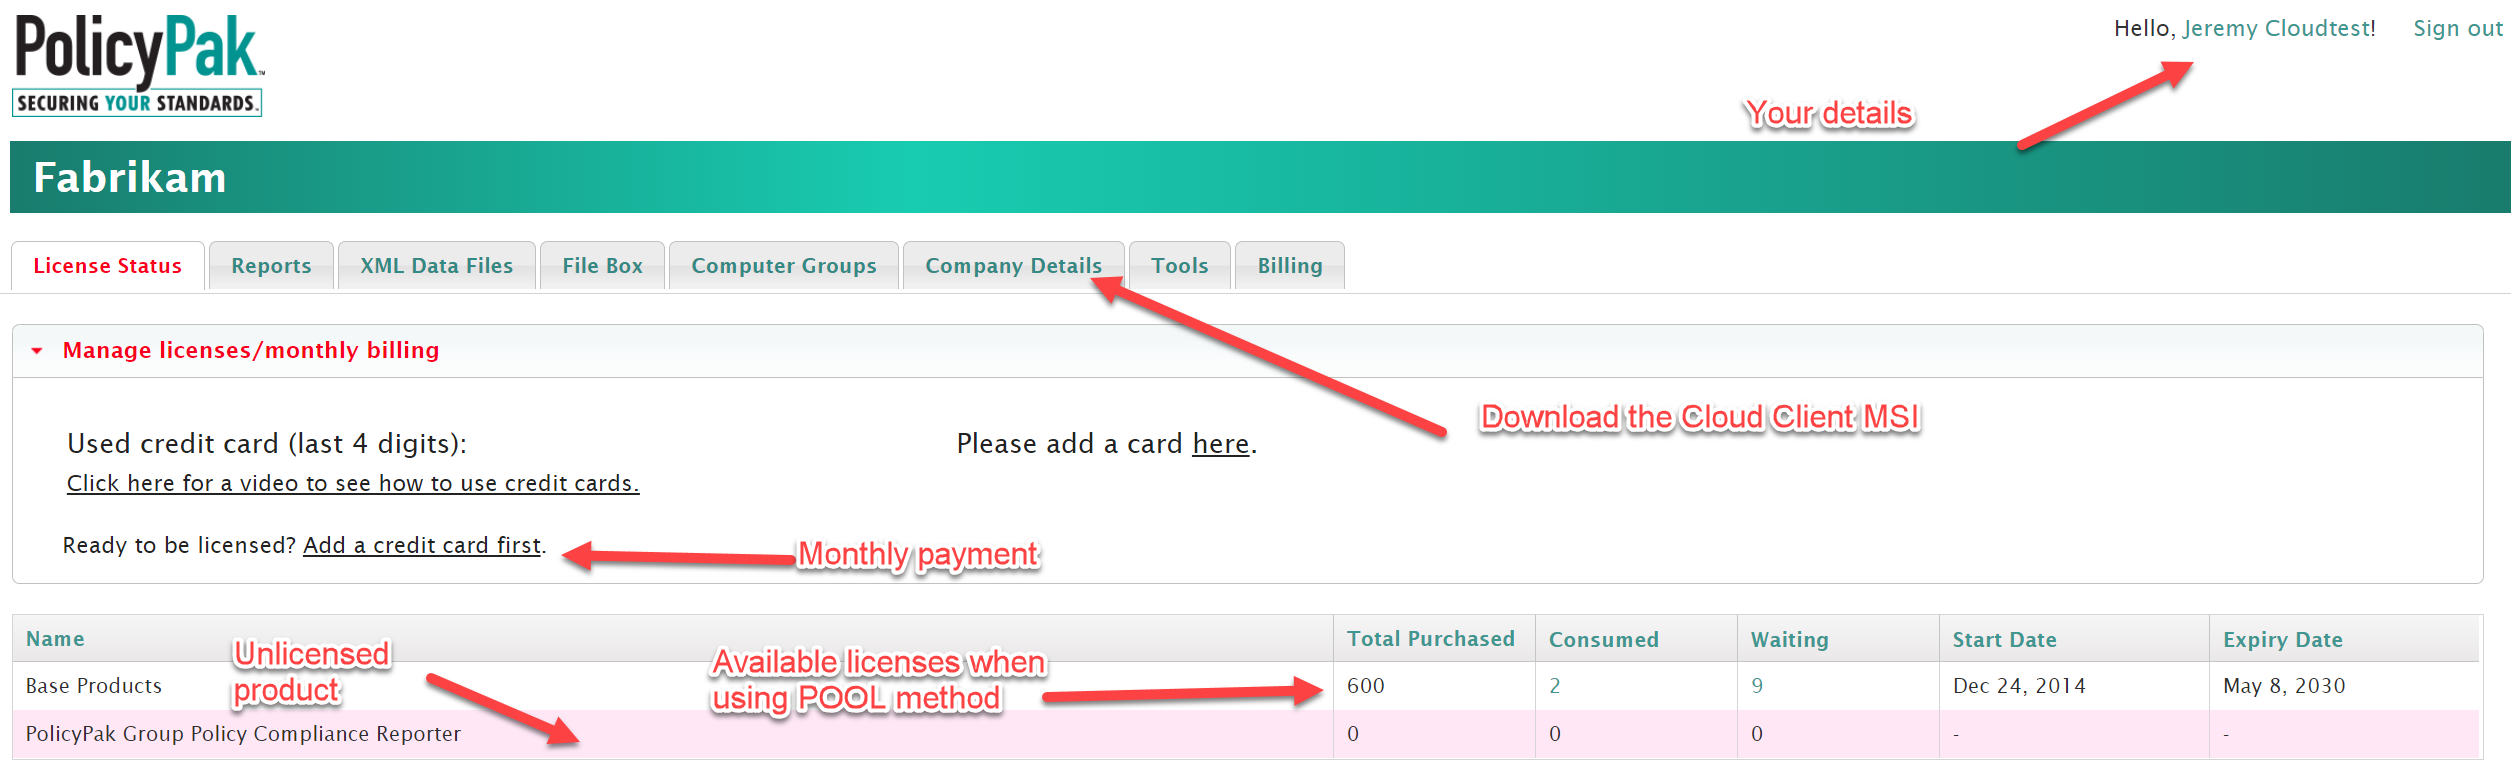 PolicyPak™
SECURING YOUR STANDARDS.™
Hello, Jeremy Cloudtest! Sign out
Your details
Fabrikam
License Status Reports XML Data Files File Box Computer Groups Company Details Tools Billing
Manage licenses/monthly billing
Download the Cloud Client MSI
Used credit card (last 4 digits): Please add a card here.
Click here for a video to see how to use credit cards.
Ready to be licensed? Add a credit card first.
Monthly payment
Name Total Purchased Consumed Waiting Start Date Expiry Date
Unlicensed
product
Available licenses when
using POOL method
Base Products 600 2 9 Dec 24, 2014 May 8, 2030
PolicyPak Group Policy Compliance Reporter 0 0 0 - -